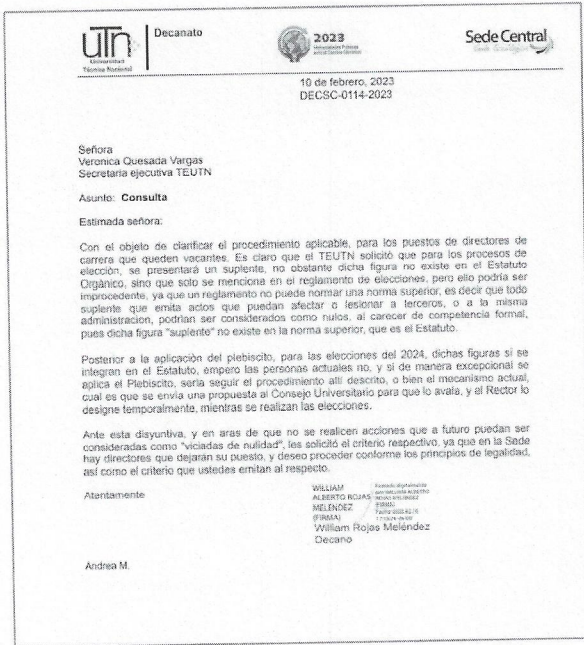 UTN
Universidad
Técnica Nacional
Decanato
2023
Sede Central
10 de febrero, 2023
DECSC-0114-2023
Señora
Veronica Quesada Vargas
Secretaria ejecutiva TEUTN
Asunto: Consulta
Estimada señora:
Con el objeto de clarificar el procedimiento aplicable, para los puestos de directores de
carrera que queden vacantes. Es claro que el TEUTN solicitó que para los procesos de
elección, se presentará un suplente, no obstante dicha figura no existe en el Estatuto
Orgánico, sino que solo se menciona en el reglamento de elecciones, pero ello podría ser
improcedente, ya que un reglamento no puede normar una norma superior, es decir que todo
suplente que emita actos que puedan afectar o lesionar a terceros, o a la misma
administración, podrían ser considerados como nulos, al carecer de competencia formal,
pues dicha figura "suplente" no existe en la norma superior, que es el Estatuto.
Posterior a la aplicación del plebiscito, para las elecciones del 2024, dichas figuras si se
integran en el Estatuto, empero las personas actuales no, y si de manera excepcional se
aplica el Plebiscito, sería seguir el procedimiento allí descrito, o bien el mecanismo actual,
cual es que se envía una propuesta al Consejo Universitario para que lo avala, y el Rector lo
designe temporalmente, mientras se realizan las elecciones.
Ante esta disyuntiva, y en aras de que no se realicen acciones que a futuro puedan ser
consideradas como "viciadas de nulidad", les solicitó el criterio respectivo, ya que en la Sede
hay directores que dejarán su puesto, y deseo proceder conforme los principios de legalidad,
así como el criterio que ustedes emitan al respecto.
Atentamente
WILLIAM
ALBERTO ROJAS
MELÉNDEZ
(FIRMA)
William Rojas Meléndez
Decano
Andrea M.